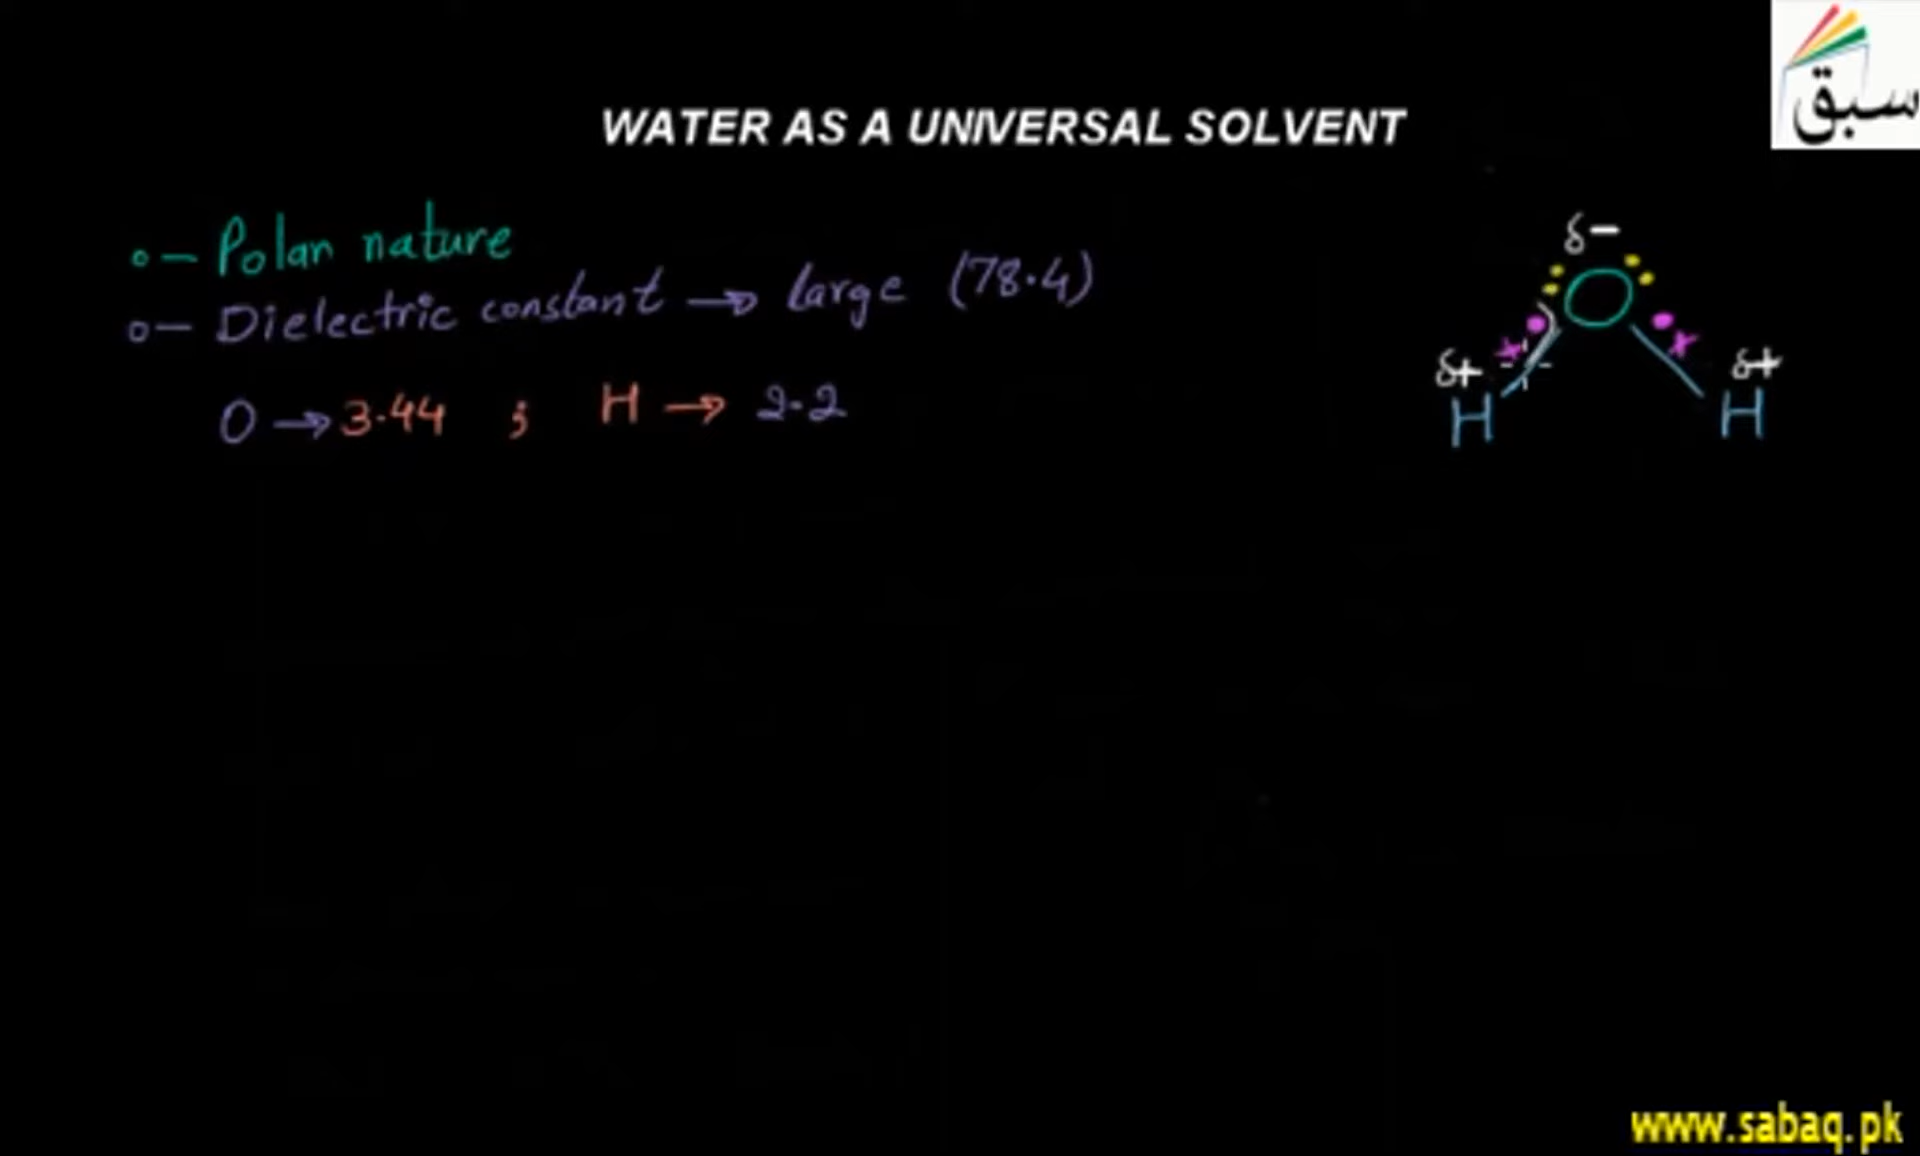 سبق
WATER AS A UNIVERSAL SOLVENT
o- Polar nature
o- Dielectric constant → large (78.4)
O → 3.44 ; H → 2.2
δ-
δ+ δ+
H H
www.sabaq.pk